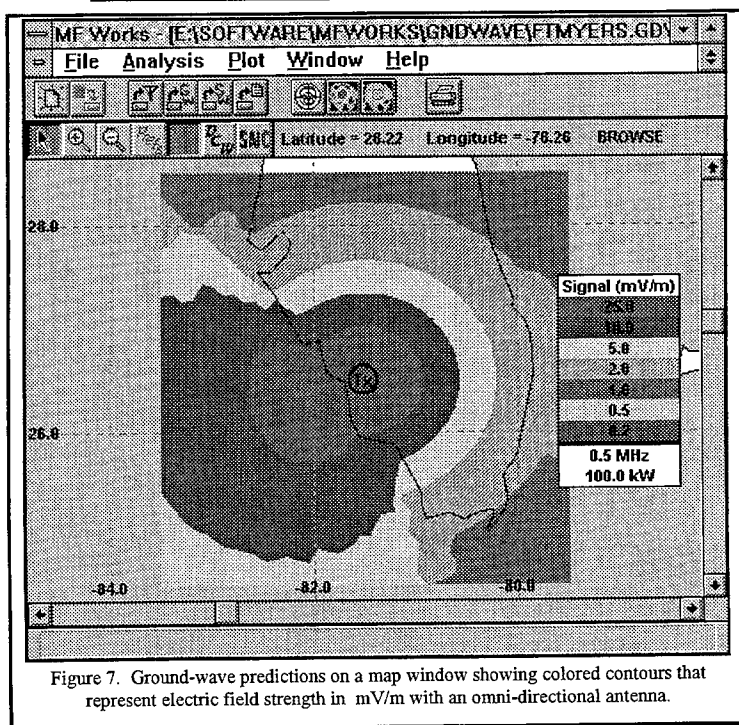 MF Works - [E:\SOFTWARE\MFWORKS\GNDWAVE\FTMYERS.GD
File Analysis Plot Window Help
Latitude = 26.22 Longitude = -78.26 BROWSE
28.0
26.0
-84.0 -82.0 -80.0
Tx
Signal (mV/m)
25.0
10.0
5.0
2.0
1.0
0.5
0.2
0.5 MHz
100.0 kW
Figure 7. Ground-wave predictions on a map window showing colored contours that
represent electric field strength in mV/m with an omni-directional antenna.